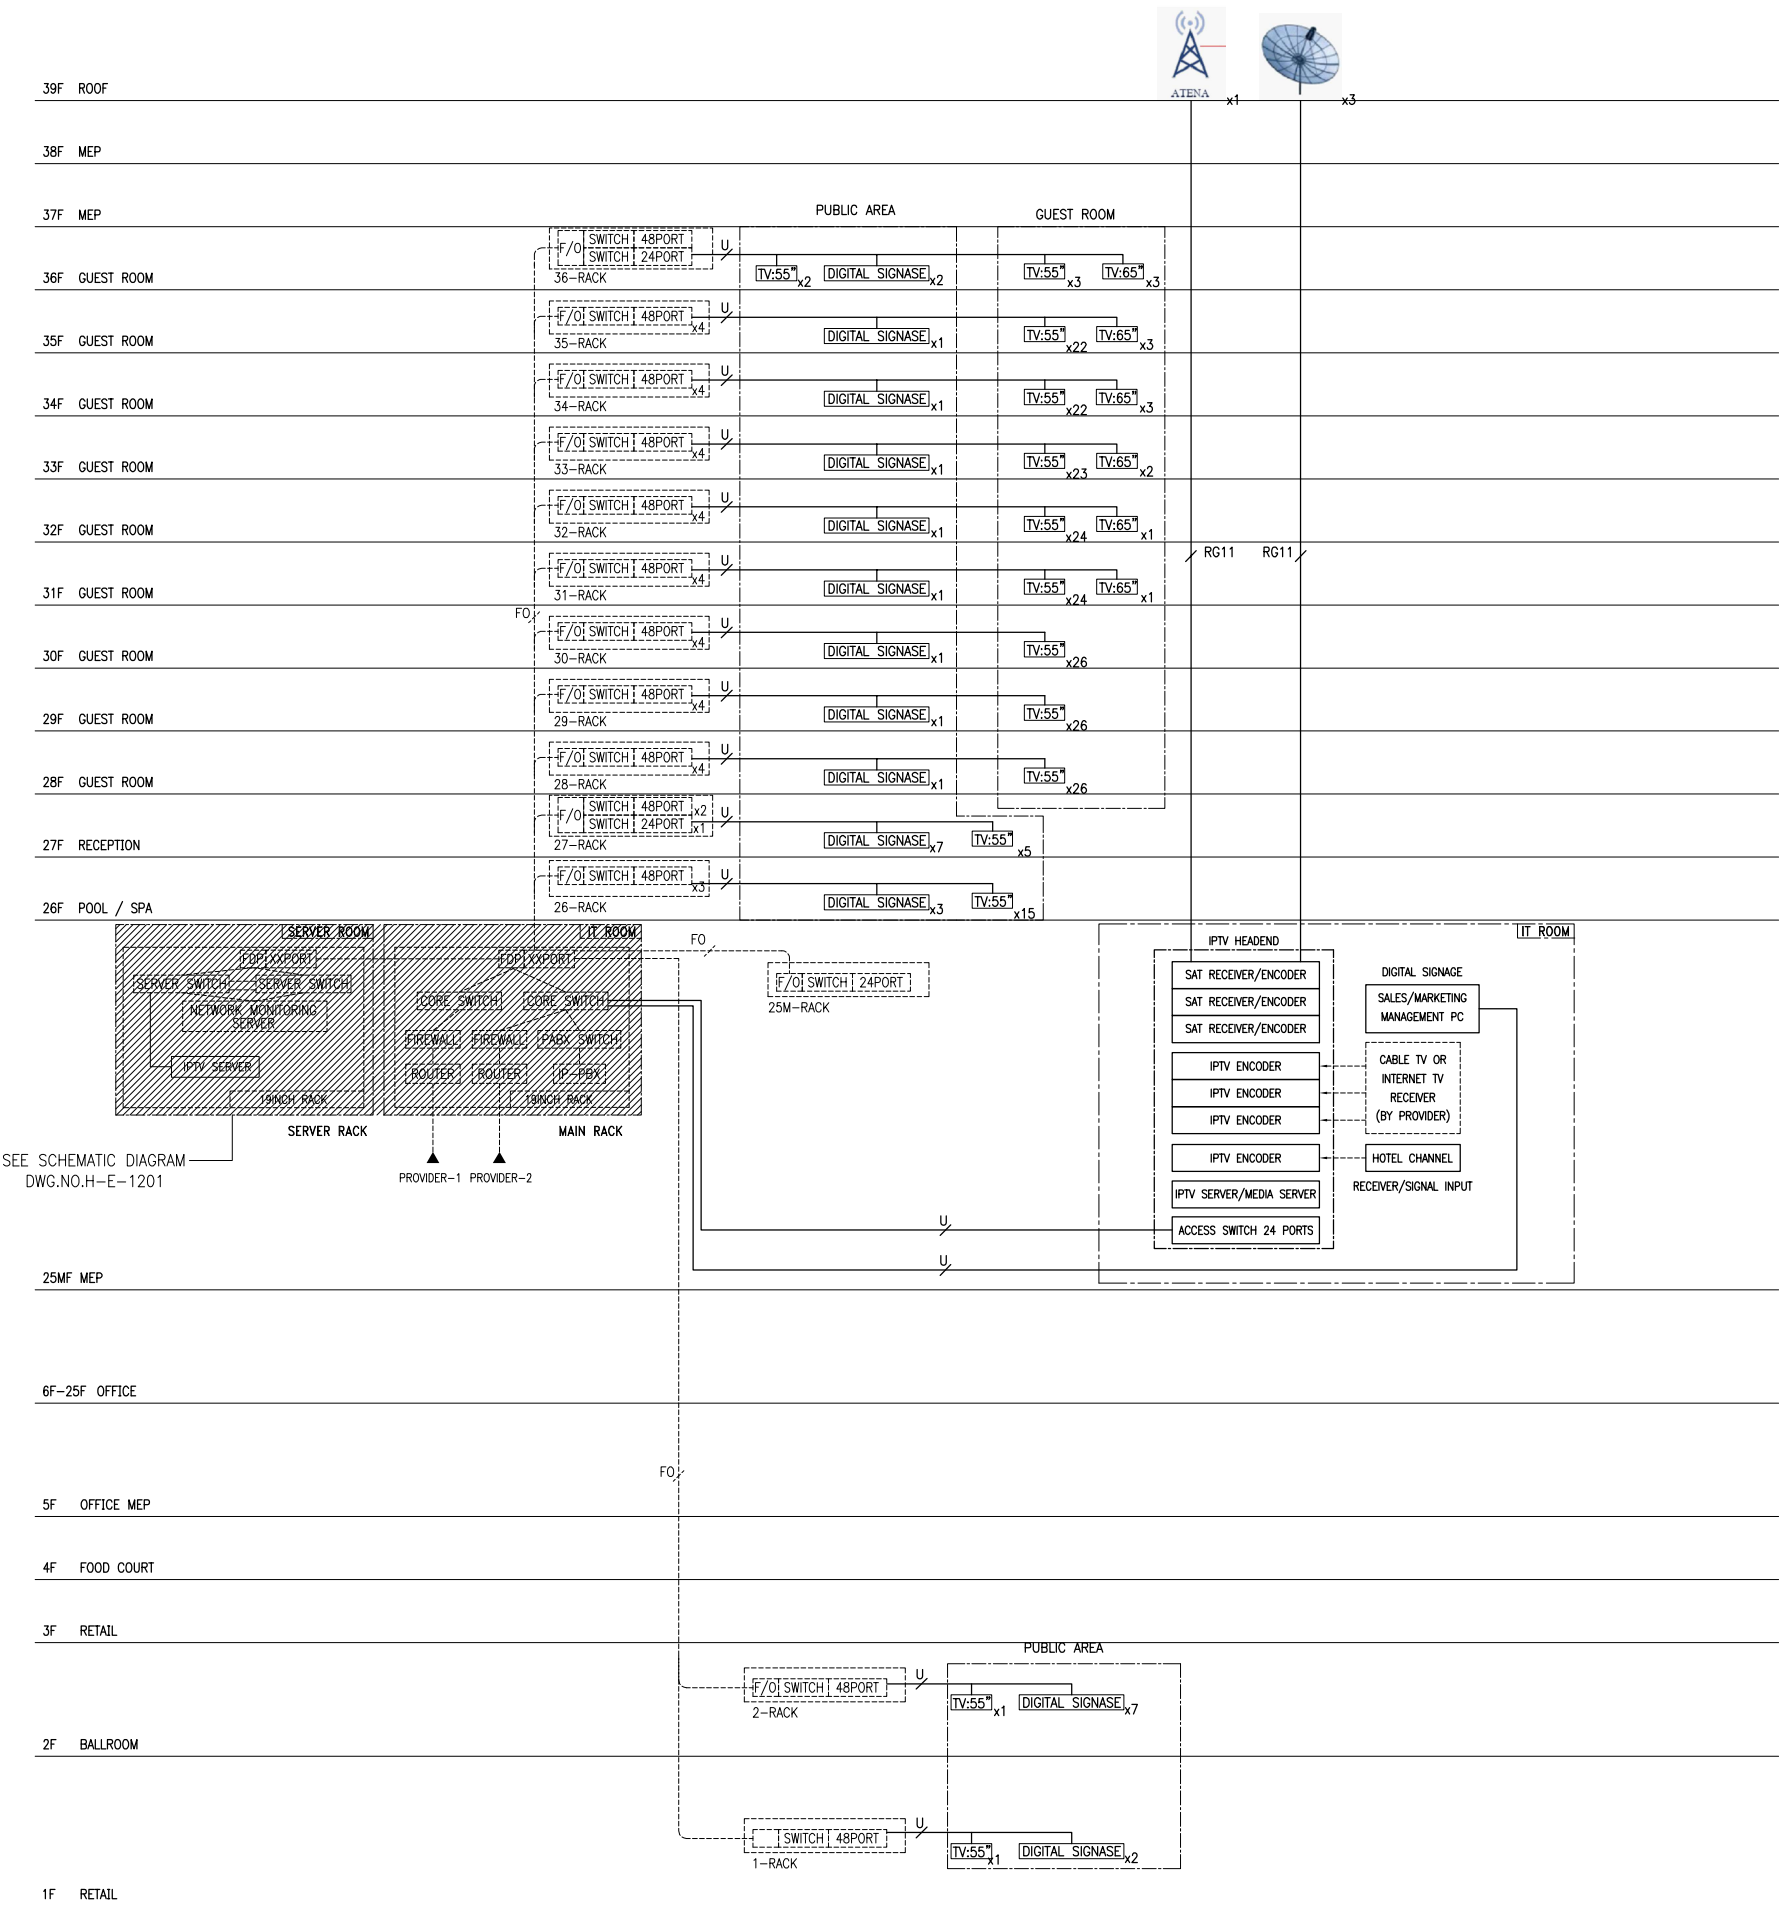 ATENA
x1
x3
39F ROOF
38F MEP
37F MEP
PUBLIC AREA
GUEST ROOM
F/O SWITCH 48PORT
SWITCH 24PORT
U
36-RACK
TV:55" x2
DIGITAL SIGNASE x2
TV:55" x3
TV:65" x3
36F GUEST ROOM
F/O SWITCH 48PORT x4
U
35-RACK
DIGITAL SIGNASE x1
TV:55" x22
TV:65" x3
35F GUEST ROOM
F/O SWITCH 48PORT x4
U
34-RACK
DIGITAL SIGNASE x1
TV:55" x22
TV:65" x3
34F GUEST ROOM
F/O SWITCH 48PORT x4
U
33-RACK
DIGITAL SIGNASE x1
TV:55" x23
TV:65" x2
33F GUEST ROOM
F/O SWITCH 48PORT x4
U
32-RACK
DIGITAL SIGNASE x1
TV:55" x24
TV:65" x1
32F GUEST ROOM
RG11
RG11
F/O SWITCH 48PORT x4
U
31-RACK
DIGITAL SIGNASE x1
TV:55" x24
TV:65" x1
31F GUEST ROOM
FO
F/O SWITCH 48PORT x4
U
30-RACK
DIGITAL SIGNASE x1
TV:55" x26
30F GUEST ROOM
F/O SWITCH 48PORT x4
U
29-RACK
DIGITAL SIGNASE x1
TV:55" x26
29F GUEST ROOM
F/O SWITCH 48PORT x4
U
28-RACK
DIGITAL SIGNASE x1
TV:55" x26
28F GUEST ROOM
F/O SWITCH 48PORT x2
SWITCH 24PORT x1
U
27-RACK
DIGITAL SIGNASE x7
TV:55" x5
27F RECEPTION
F/O SWITCH 48PORT x3
U
26-RACK
DIGITAL SIGNASE x3
TV:55" x15
26F POOL / SPA
SERVER ROOM
FDP XXPORT
SERVER SWITCH
SERVER SWITCH
NETWORK MONITORING
SERVER
IPTV SERVER
19INCH RACK
SERVER RACK
IT ROOM
FDP XXPORT
CORE SWITCH
CORE SWITCH
FIREWALL
FIREWALL
PABX SWITCH
ROUTER
ROUTER
IP-PBX
19INCH RACK
MAIN RACK
SEE SCHEMATIC DIAGRAM
DWG.NO.H-E-1201
PROVIDER-1 PROVIDER-2
FO
F/O SWITCH 24PORT
25M-RACK
IT ROOM
IPTV HEADEND
SAT RECEIVER/ENCODER
SAT RECEIVER/ENCODER
SAT RECEIVER/ENCODER
IPTV ENCODER
IPTV ENCODER
IPTV ENCODER
IPTV ENCODER
IPTV SERVER/MEDIA SERVER
ACCESS SWITCH 24 PORTS
DIGITAL SIGNAGE
SALES/MARKETING
MANAGEMENT PC
CABLE TV OR
INTERNET TV
RECEIVER
(BY PROVIDER)
HOTEL CHANNEL
RECEIVER/SIGNAL INPUT
U
U
25MF MEP
6F-25F OFFICE
FO
5F OFFICE MEP
4F FOOD COURT
3F RETAIL
PUBLIC AREA
F/O SWITCH 48PORT
U
2-RACK
TV:55" x1
DIGITAL SIGNASE x7
2F BALLROOM
SWITCH 48PORT
U
1-RACK
TV:55" x1
DIGITAL SIGNASE x2
1F RETAIL